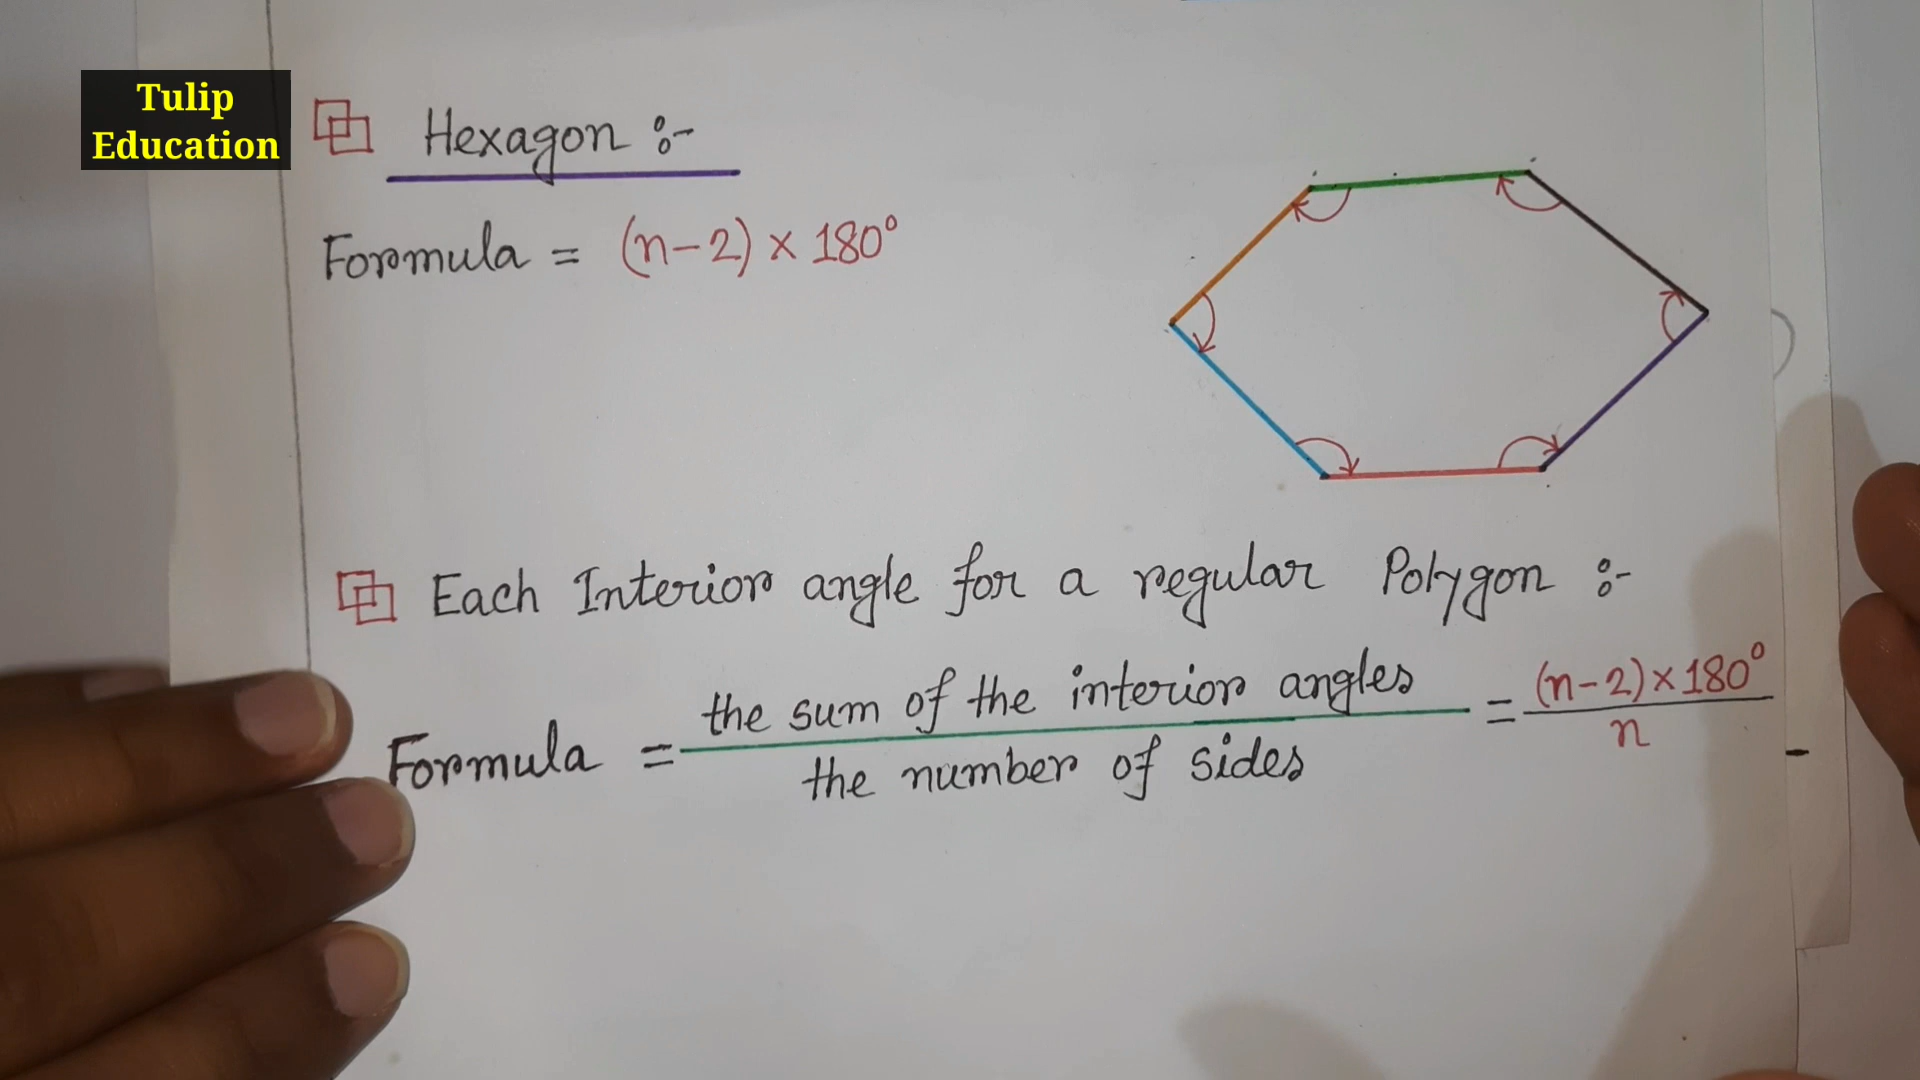 Tulip
Education
Hexagon :-
Formula = (n-2) × 180°
Each Interior angle for a regular Polygon :-
Formula = the sum of the interior angles / the number of sides = (n-2) × 180° / n